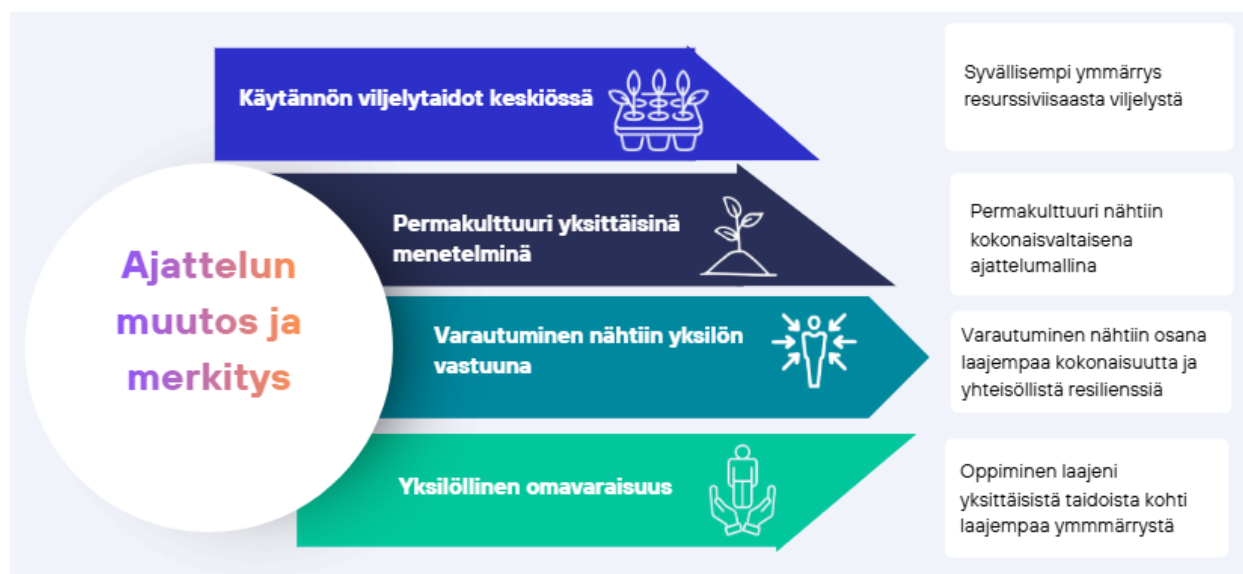 Käytännön viljelytaidot keskiössä
Syvällisempi ymmärrys
resurssiviisaasta viljelystä
Ajattelun
muutos ja
merkitys
Permakulttuuri yksittäisinä
menetelminä
Permakulttuuri nähtiin
kokonaisvaltaisena
ajattelumallina
Varautuminen nähtiin yksilön
vastuuna
Varautuminen nähtiin osana
laajempaa kokonaisuutta ja
yhteisöllistä resilienssiä
Yksilöllinen omavaraisuus
Oppiminen laajeni
yksittäisistä taidoista kohti
laajempaa ymmmärrystä